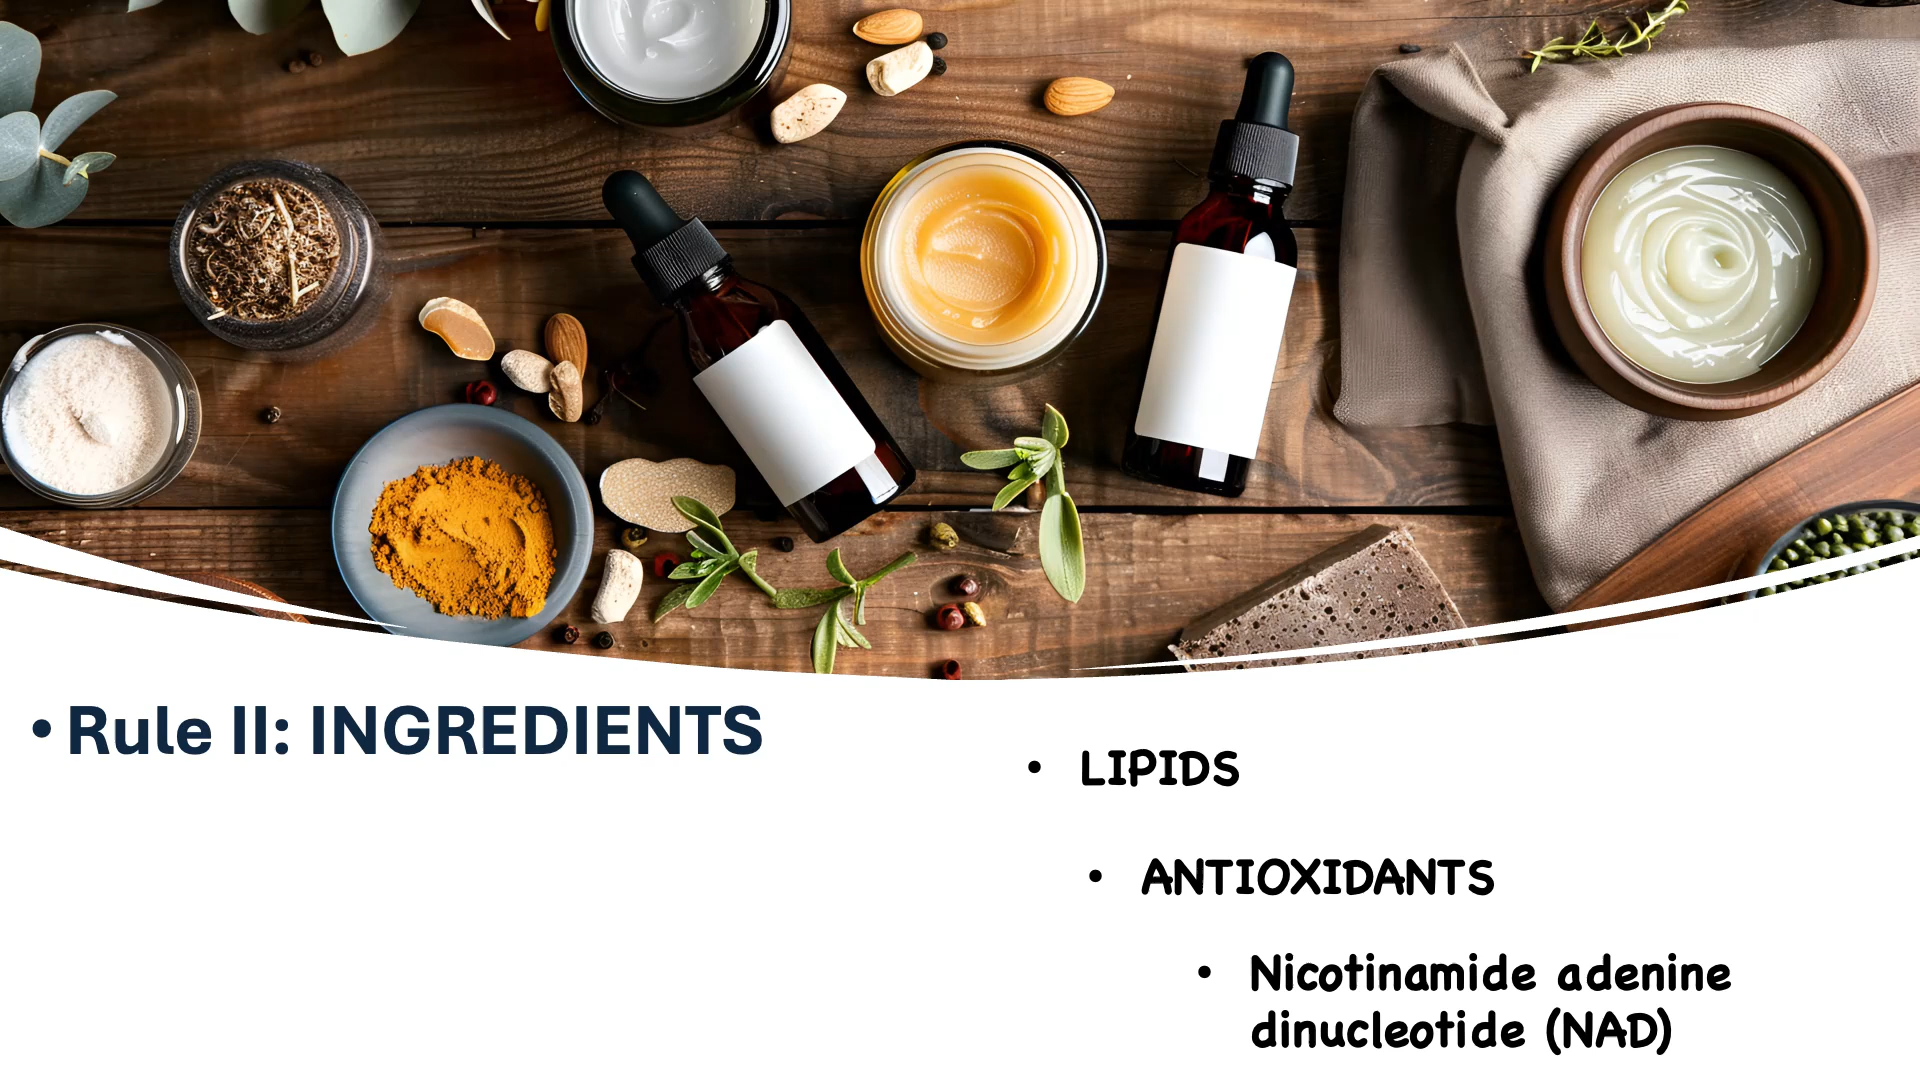 • Rule II: INGREDIENTS
• LIPIDS
• ANTIOXIDANTS
• Nicotinamide adenine
dinucleotide (NAD)